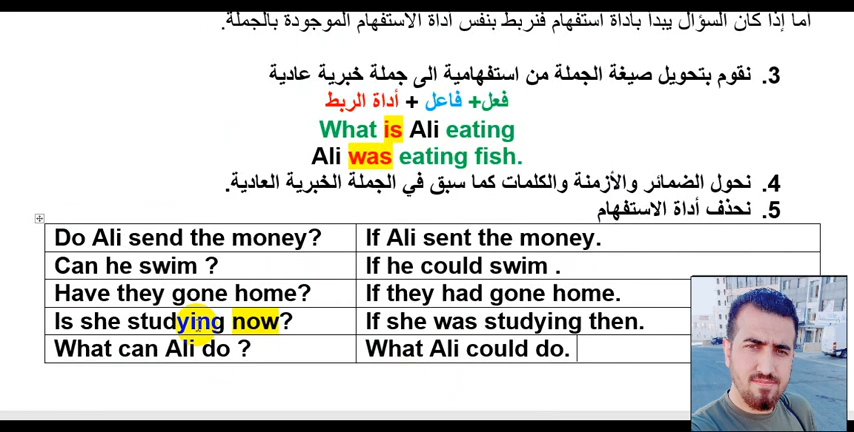 أما إذا كان السؤال يبدأ بأداة استفهام فنربط بنفس أداة الاستفهام الموجودة بالجملة.
3. نقوم بتحويل صيغة الجملة من استفهامية الى جملة خبرية عادية
فعل+ فاعل + أداة الربط
What is Ali eating
Ali was eating fish.
4. نحول الضمائر والأزمنة والكلمات كما سبق في الجملة الخبرية العادية.
5. نحذف أداة الاستفهام
Do Ali send the money? If Ali sent the money.
Can he swim ? If he could swim .
Have they gone home? If they had gone home.
Is she studying now? If she was studying then.
What can Ali do ? What Ali could do.